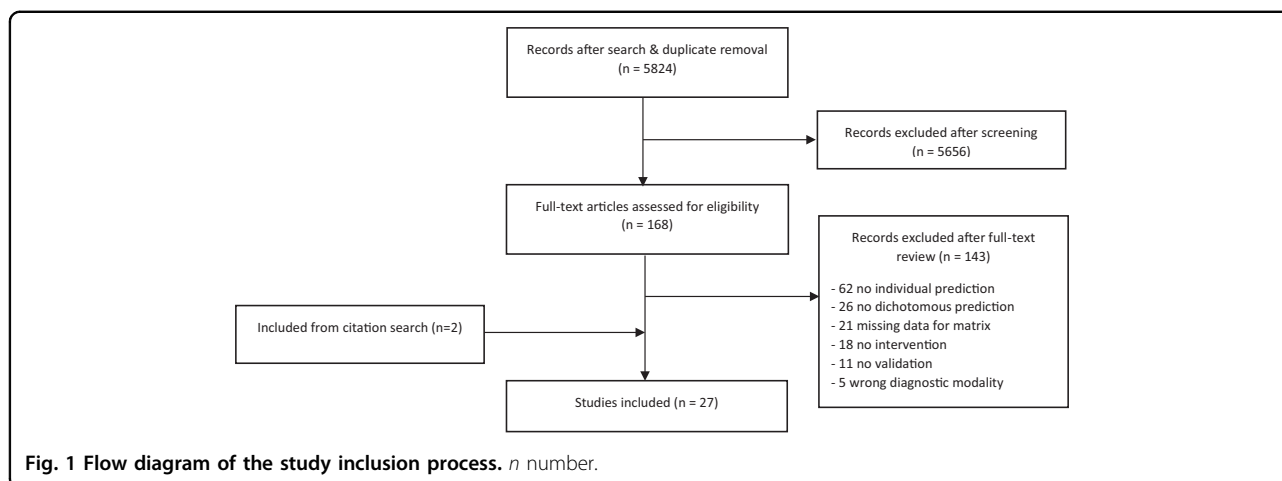 Records after search & duplicate removal
(n = 5824)
Records excluded after screening
(n = 5656)
Full-text articles assessed for eligibility
(n = 168)
Records excluded after full-text
review (n = 143)
- 62 no individual prediction
- 26 no dichotomous prediction
- 21 missing data for matrix
- 18 no intervention
- 11 no validation
- 5 wrong diagnostic modality
Included from citation search (n=2)
Studies included (n = 27)
Fig. 1 Flow diagram of the study inclusion process. n number.